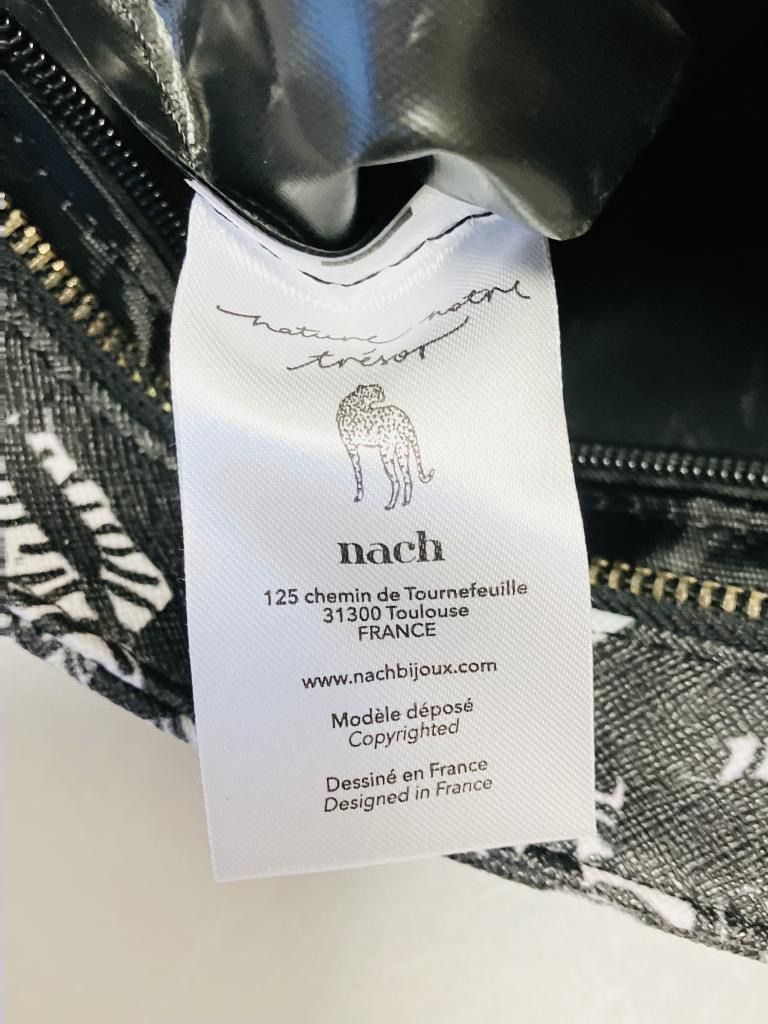 nature notre
trésor
nach
125 chemin de Tournefeuille
31300 Toulouse
FRANCE
www.nachbijoux.com
Modèle déposé
Copyrighted
Dessiné en France
Designed in France